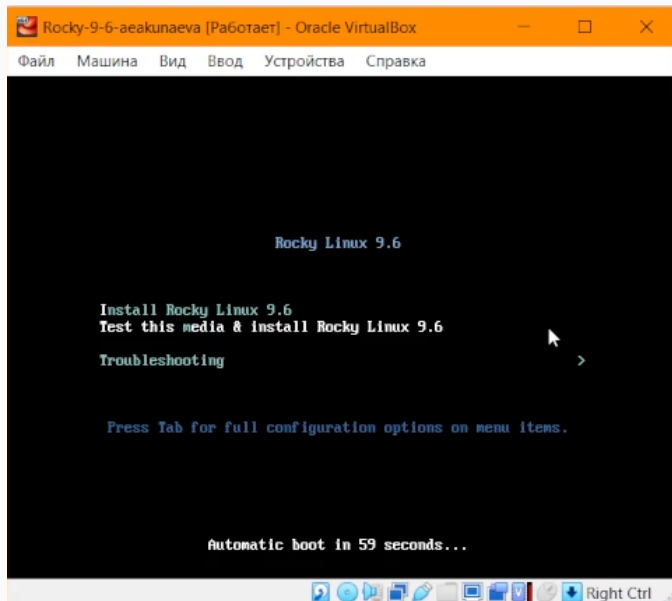 Rocky-9-6-aeakunaeva [Работает] - Oracle VirtualBox
Файл Машина Вид Ввод Устройства Справка
Rocky Linux 9.6
Install Rocky Linux 9.6
Test this media & install Rocky Linux 9.6
Troubleshooting >
Press Tab for full configuration options on menu items.
Automatic boot in 59 seconds...
Right Ctrl